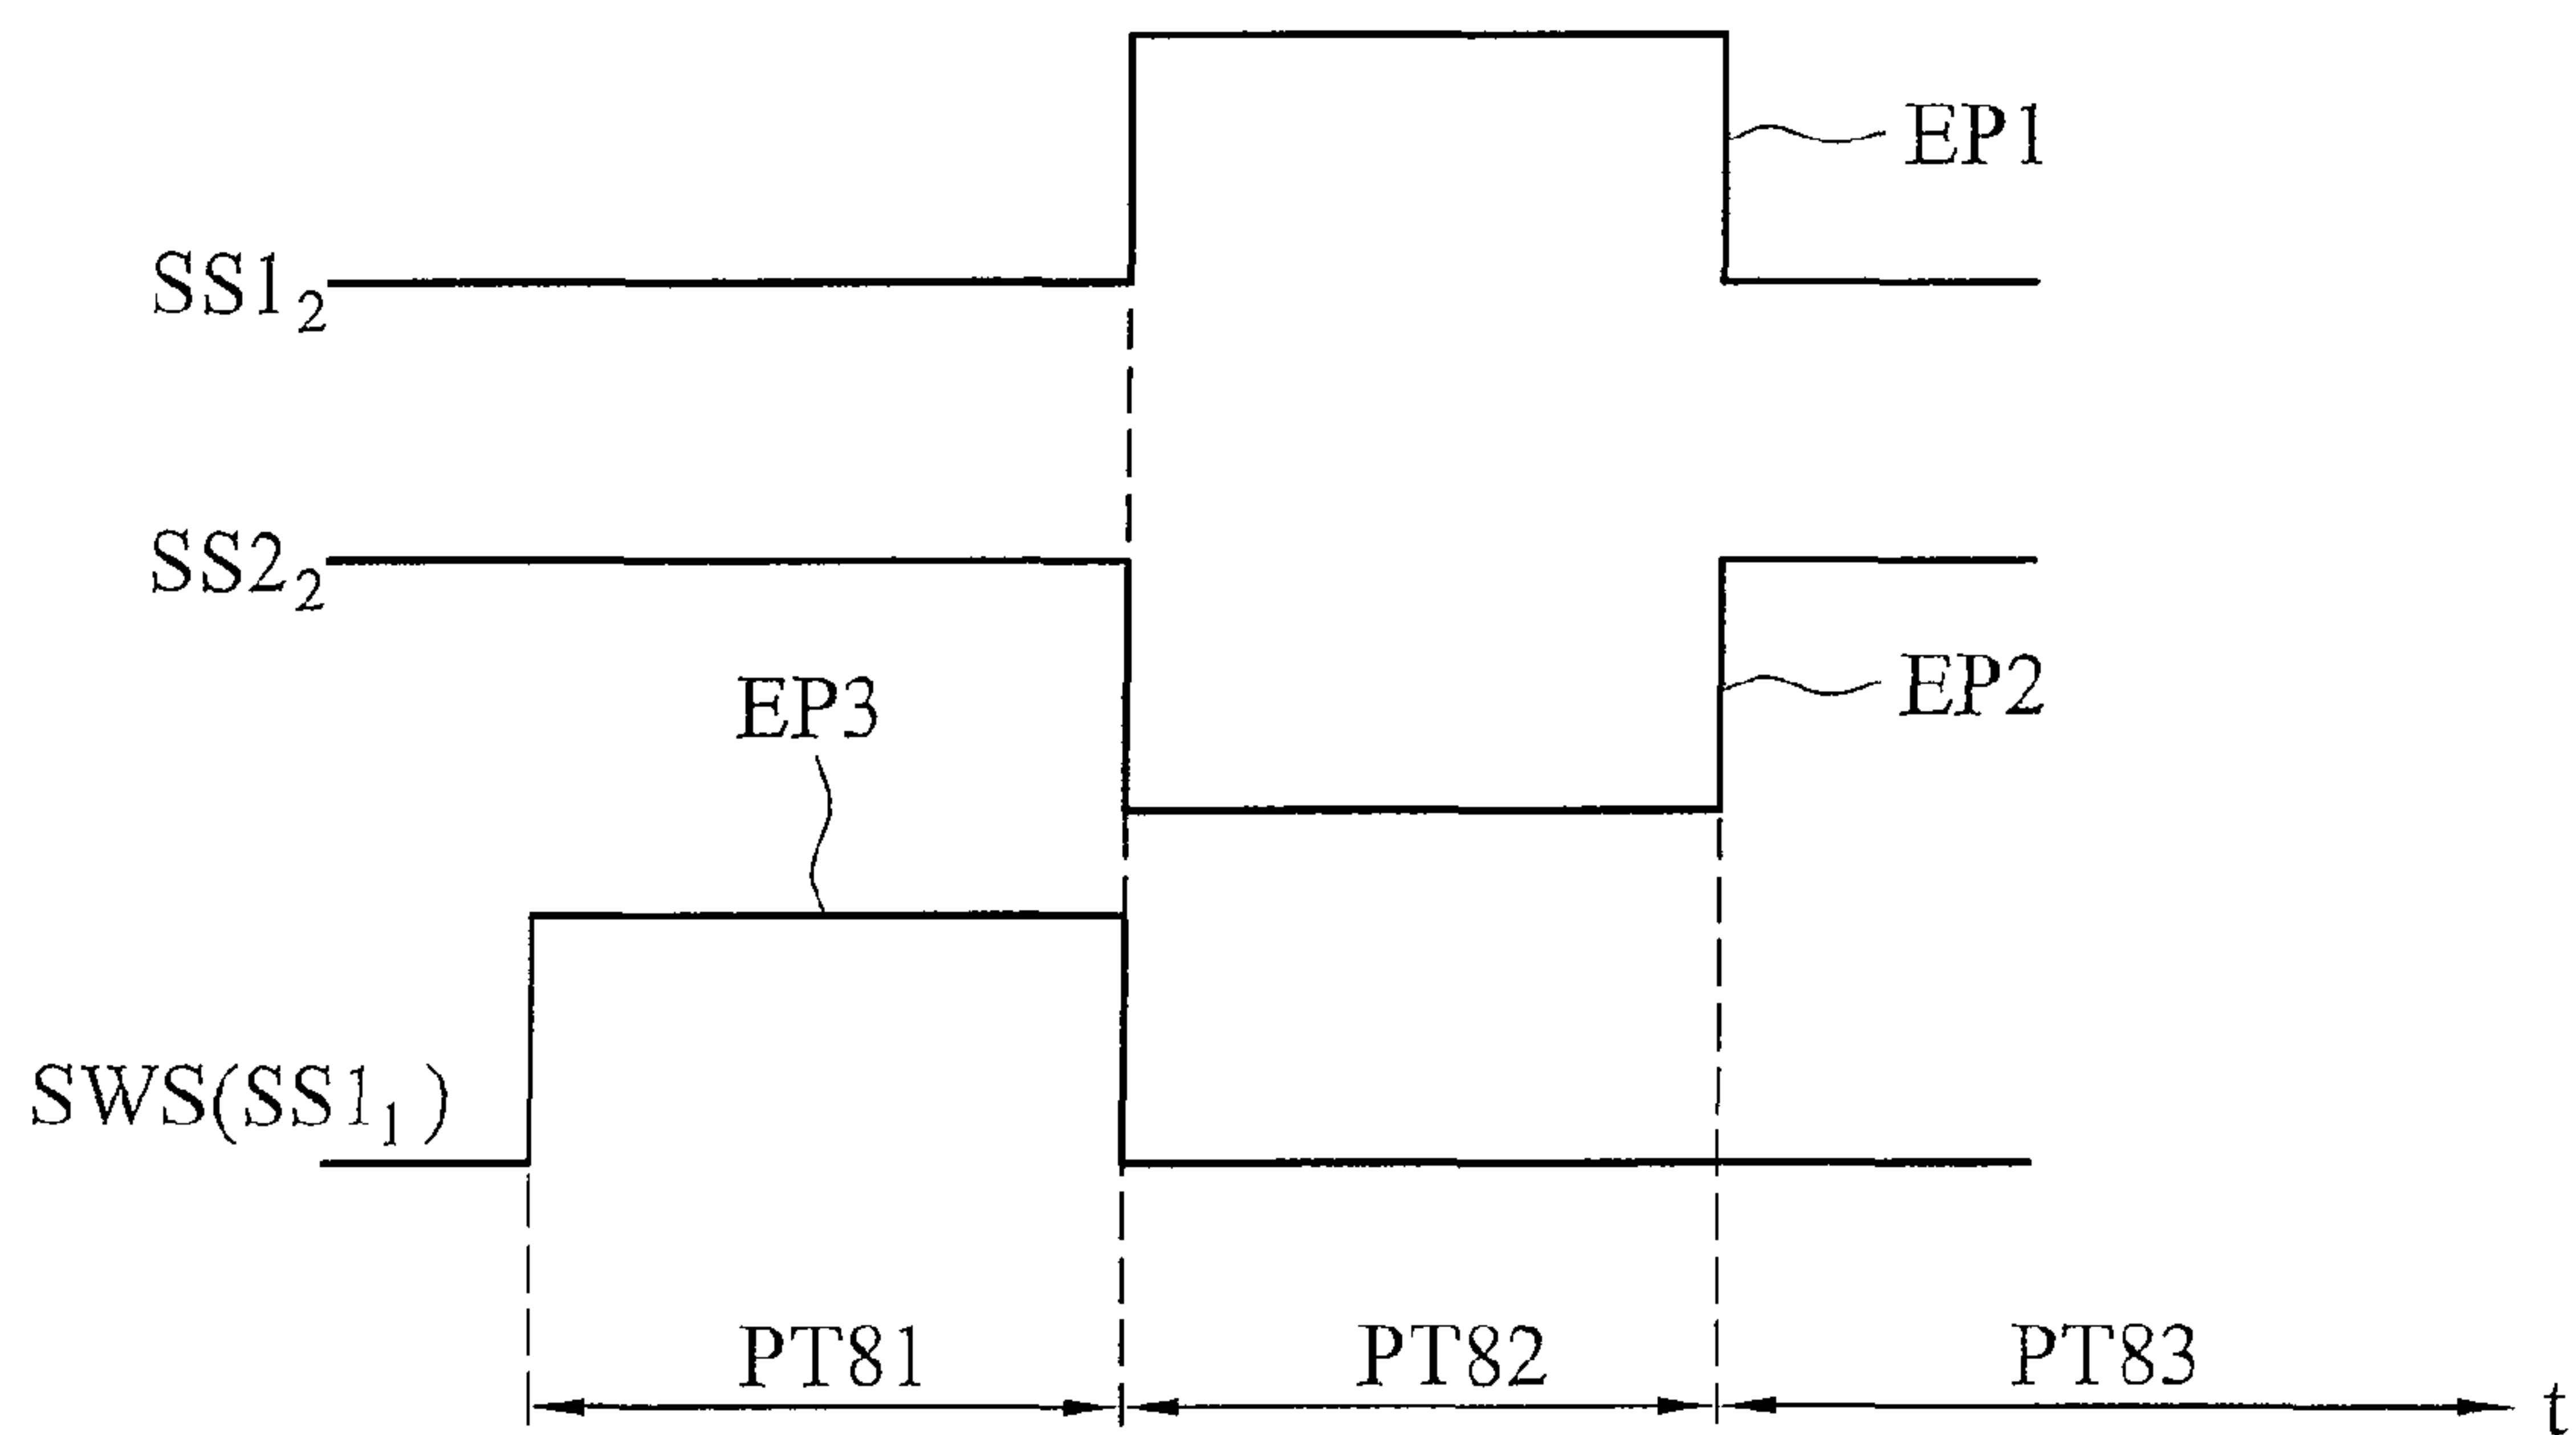 EP1
SS1₂
SS2₂
EP3
EP2
SWS(SS1₁)
PT81 PT82 PT83 t